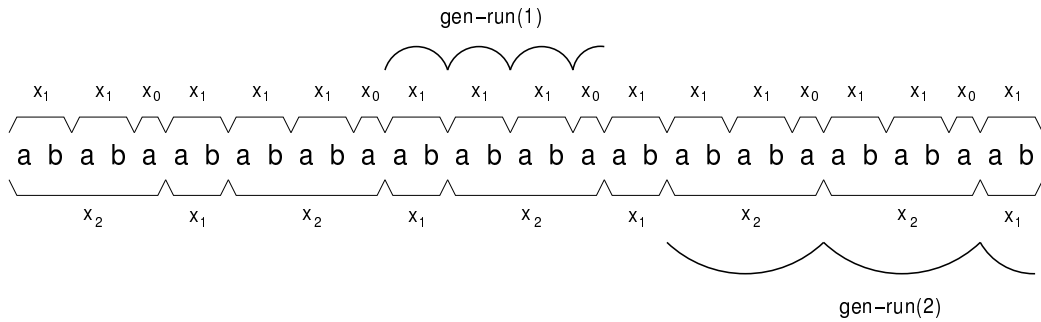 gen–run(1)
x₁ x₁ x₀ x₁ x₁ x₁ x₀ x₁ x₁ x₁ x₀ x₁ x₁ x₁ x₀ x₁ x₁ x₀ x₁
a b a b a a b a b a b a a b a b a b a a b a b a b a a b a b a a b
x₂ x₁ x₂ x₁ x₂ x₁ x₂ x₂ x₁
gen–run(2)